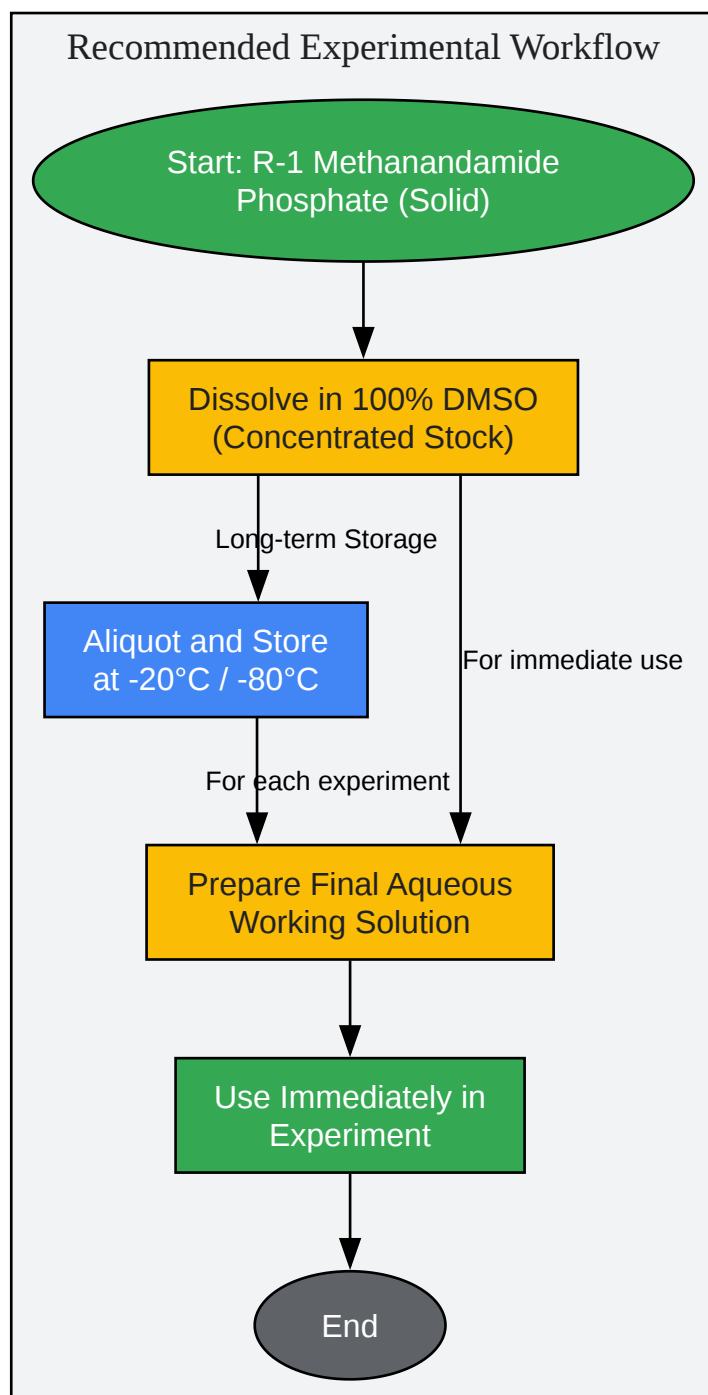 Recommended Experimental Workflow
Start: R-1 Methanandamide
Phosphate (Solid)
Dissolve in 100% DMSO
(Concentrated Stock)
Long-term Storage
Aliquot and Store
at -20°C / -80°C
For immediate use
For each experiment
Prepare Final Aqueous
Working Solution
Use Immediately in
Experiment
End